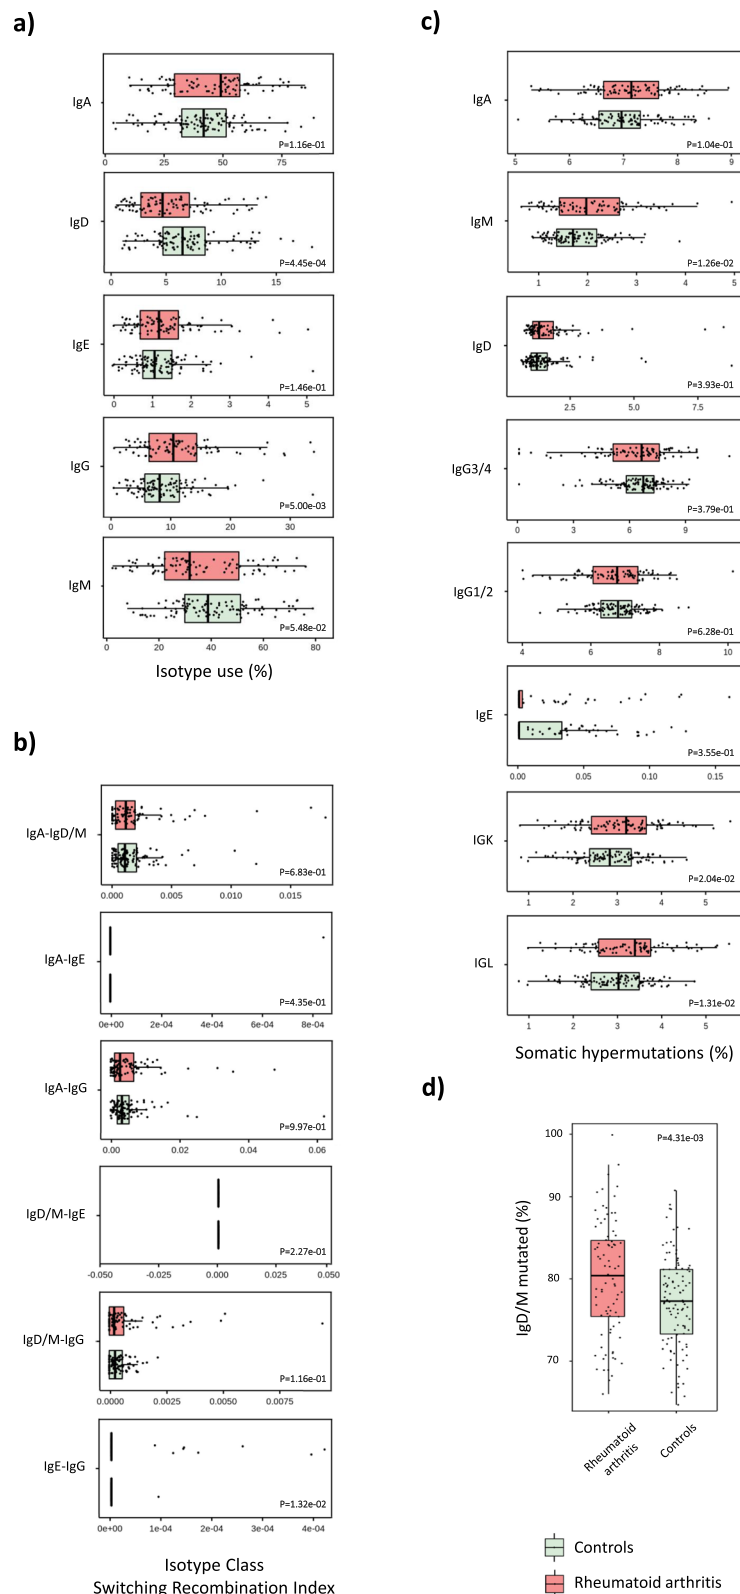 a)
IgA
P=1.16e-01
0 25 50 75
IgD
P=4.45e-04
0 5 10 15
IgE
P=1.46e-01
0 1 2 3 4 5
IgG
P=5.00e-03
0 10 20 30
IgM
P=5.48e-02
0 20 40 60 80
Isotype use (%)
b)
IgA-IgD/M
P=6.83e-01
0.000 0.005 0.010 0.015
IgA-IgE
P=4.35e-01
0e+00 2e-04 4e-04 6e-04 8e-04
IgA-IgG
P=9.97e-01
0.00 0.02 0.04 0.06
IgD/M-IgE
P=2.27e-01
-0.050 -0.025 0.000 0.025 0.050
IgD/M-IgG
P=1.16e-01
0.0000 0.0025 0.0050 0.0075
IgE-IgG
P=1.32e-02
0e+00 1e-04 2e-04 3e-04 4e-04
Isotype Class
Switching Recombination Index
c)
IgA
P=1.04e-01
5 6 7 8 9
IgM
P=1.26e-02
1 2 3 4 5
IgD
P=3.93e-01
2.5 5.0 7.5
IgG3/4
P=3.79e-01
0 3 6 9
IgG1/2
P=6.28e-01
4 6 8 10
IgE
P=3.55e-01
0.00 0.05 0.10 0.15
IGK
P=2.04e-02
1 2 3 4 5
IGL
P=1.31e-02
1 2 3 4 5
Somatic hypermutations (%)
d)
P=4.31e-03
100
90
80
70
IgD/M mutated (%)
Rheumatoid
arthritis
Controls
Controls
Rheumatoid arthritis